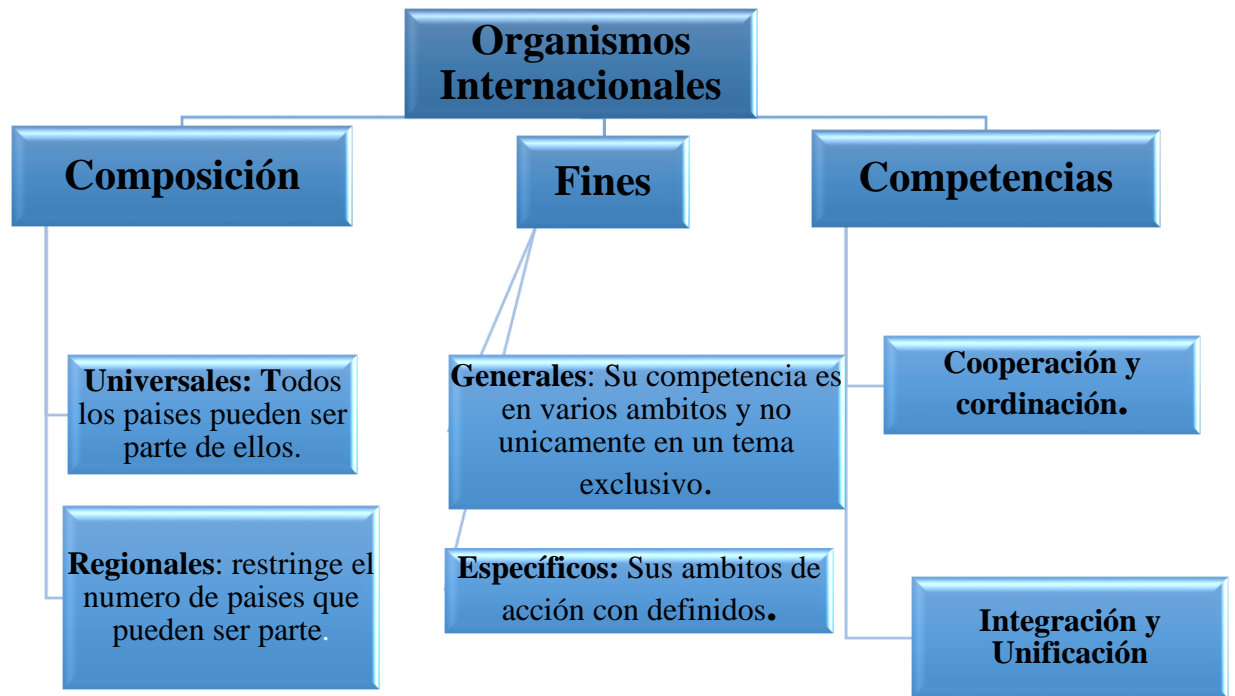 Organismos
Internacionales
Composición
Fines
Competencias
Universales: Todos
los paises pueden ser
parte de ellos.
Regionales: restringe el
numero de paises que
pueden ser parte.
Generales: Su competencia es
en varios ambitos y no
unicamente en un tema
exclusivo.
Específicos: Sus ambitos de
acción con definidos.
Cooperación y
cordinación.
Integración y
Unificación